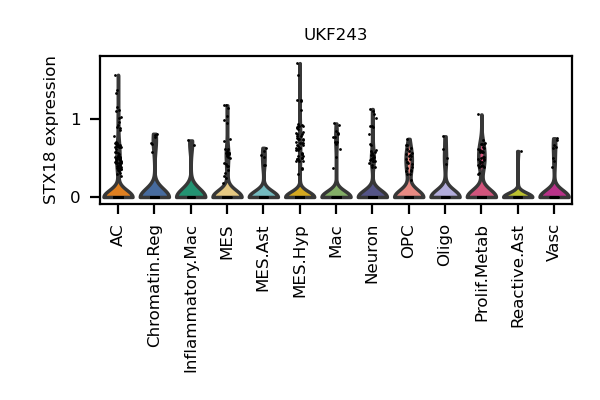 UKF243
STX18 expression
1
0
AC
Chromatin.Reg
Inflammatory.Mac
MES
MES.Ast
MES.Hyp
Mac
Neuron
OPC
Oligo
Prolif.Metab
Reactive.Ast
Vasc